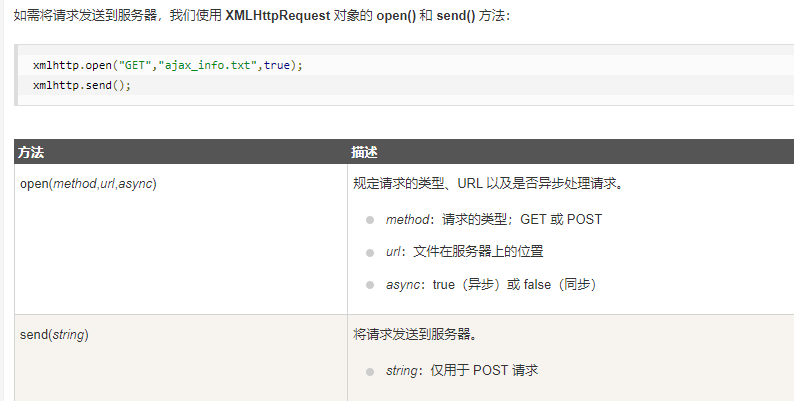 如需将请求发送到服务器，我们使用 XMLHttpRequest 对象的 open() 和 send() 方法：
xmlhttp.open("GET","ajax_info.txt",true);
xmlhttp.send();
方法 描述
open(method,url,async) 规定请求的类型、URL 以及是否异步处理请求。
method：请求的类型；GET 或 POST
url：文件在服务器上的位置
async：true（异步）或 false（同步）
send(string) 将请求发送到服务器。
string：仅用于 POST 请求